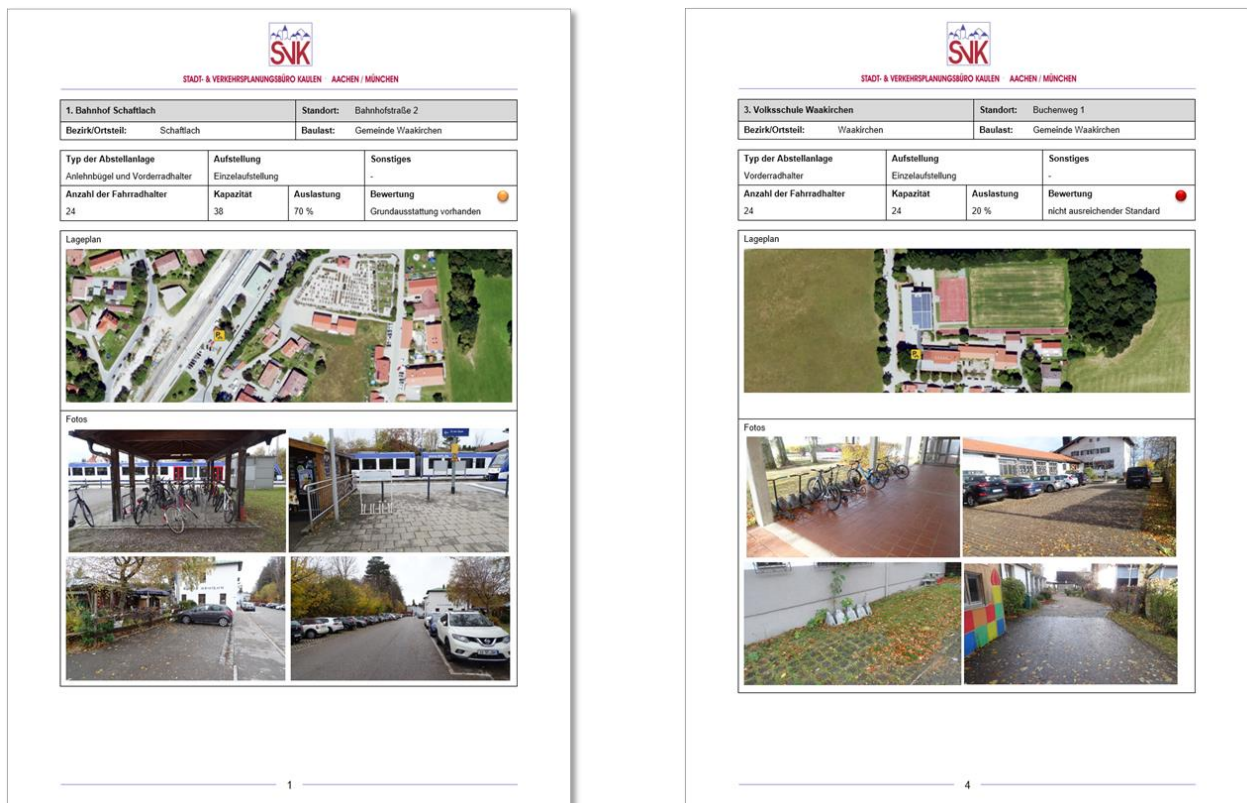 SVK
STADT- & VERKEHRSPLANUNGSBÜRO KAULEN AACHEN / MÜNCHEN
1. Bahnhof Schaftlach Standort: Bahnhofstraße 2
Bezirk/Ortsteil: Schaftlach Baulast: Gemeinde Waakirchen
Typ der Abstellanlage Aufstellung Sonstiges
Anlehnbügel und Vorderradhalter Einzelaufstellung -
Anzahl der Fahrradhalter Kapazität Auslastung Bewertung
24 38 70 % Grundausstattung vorhanden
Lageplan
Fotos
1
SVK
STADT- & VERKEHRSPLANUNGSBÜRO KAULEN AACHEN / MÜNCHEN
3. Volksschule Waakirchen Standort: Buchenweg 1
Bezirk/Ortsteil: Waakirchen Baulast: Gemeinde Waakirchen
Typ der Abstellanlage Aufstellung Sonstiges
Vorderradhalter Einzelaufstellung -
Anzahl der Fahrradhalter Kapazität Auslastung Bewertung
24 24 20 % nicht ausreichender Standard
Lageplan
Fotos
4